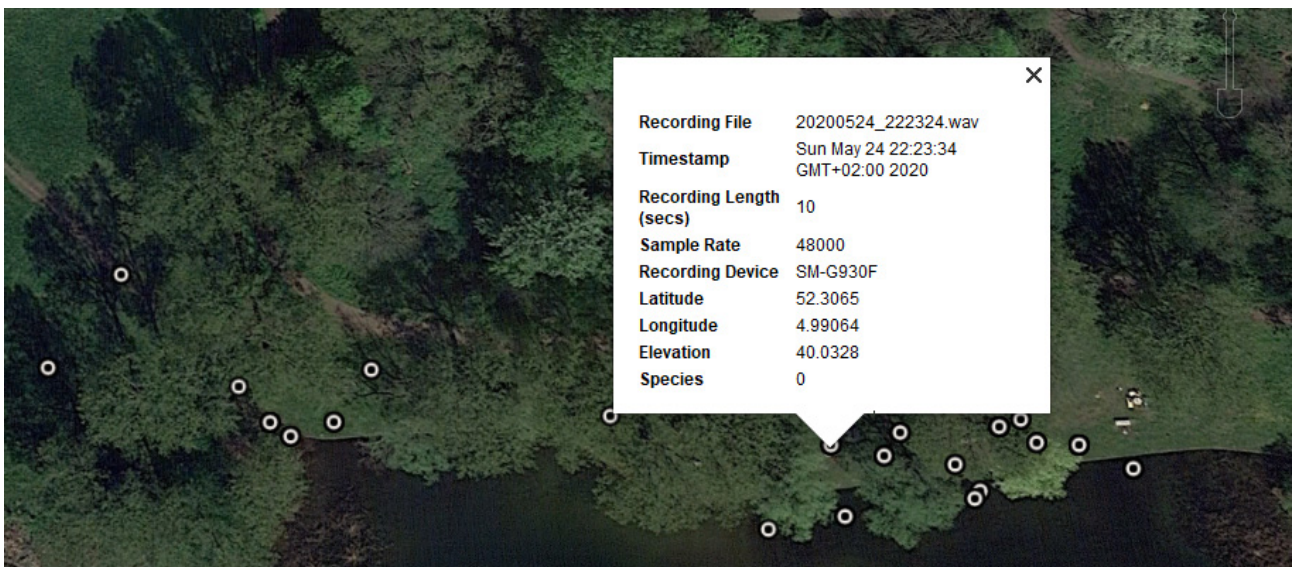 Recording File 20200524_222324.wav
Timestamp Sun May 24 22:23:34
GMT+02:00 2020
Recording Length
(secs) 10
Sample Rate 48000
Recording Device SM-G930F
Latitude 52.3065
Longitude 4.99064
Elevation 40.0328
Species 0